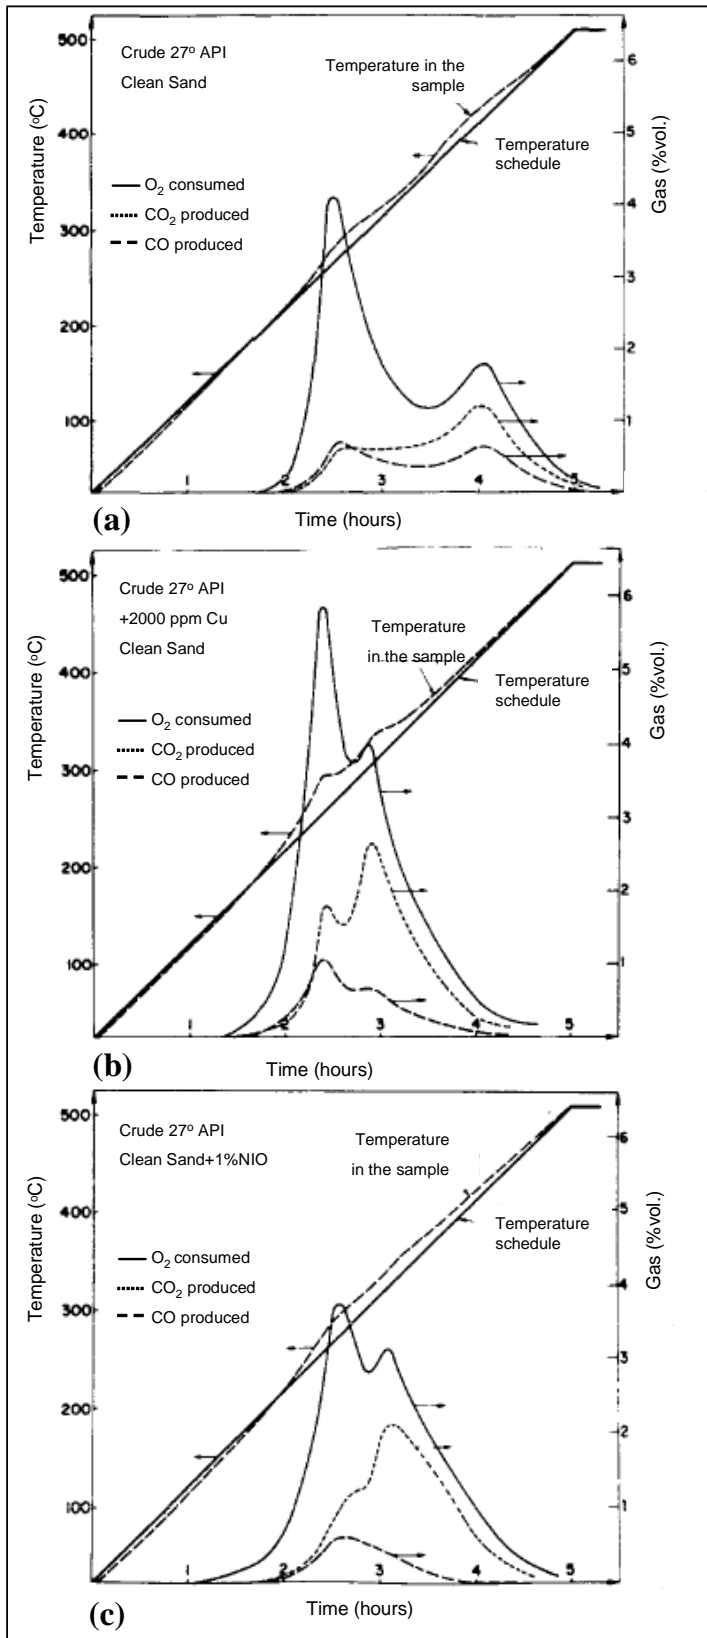 500
Crude 27º API
Clean Sand
Temperature in the
sample
6
400
Temperature
schedule
5
Temperature (ºC)
Gas (%vol.)
O2 consumed
CO2 produced
CO produced
4
300
3
200
2
100
1
1
2
3
4
5
(a)
Time (hours)
500
Crude 27º API
+2000 ppm Cu
Clean Sand
Temperature
in the sample
6
400
Temperature
schedule
5
Temperature (ºC)
Gas (%vol.)
O2 consumed
CO2 produced
CO produced
4
300
3
200
2
100
1
1
2
3
4
5
(b)
Time (hours)
500
Crude 27º API
Clean Sand+1%NIO
Temperature
in the sample
6
400
Temperature
schedule
5
Temperature (ºC)
Gas (%vol.)
O2 consumed
CO2 produced
CO produced
4
300
3
200
2
100
1
1
2
3
4
5
(c)
Time (hours)